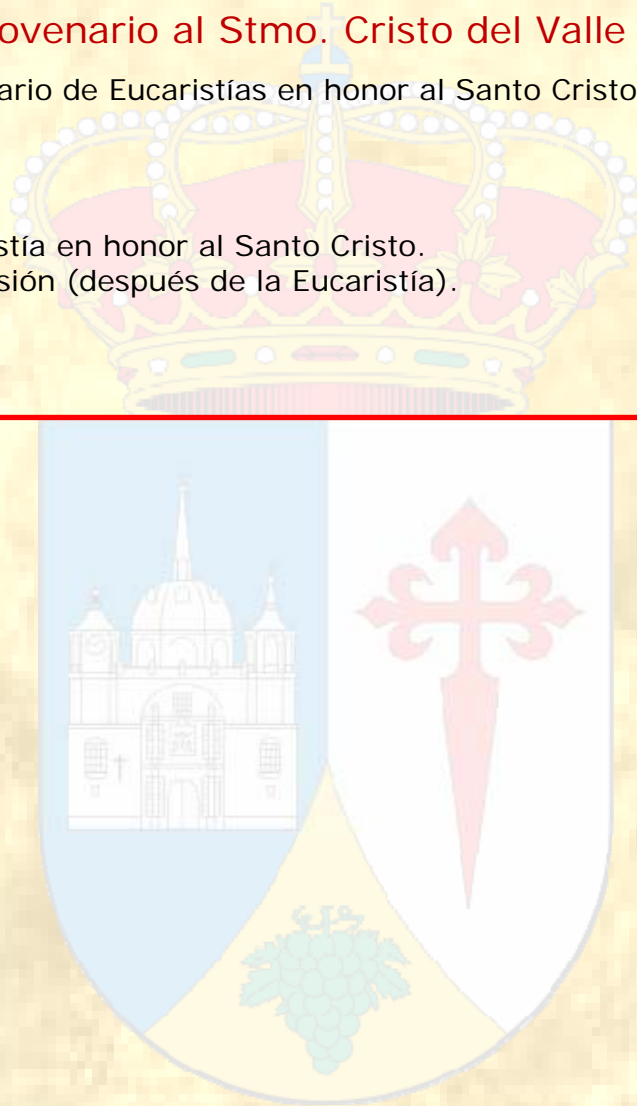 ovenario al Stmo. Cristo del Valle
ario de Eucaristías en honor al Santo Cristo
stía en honor al Santo Cristo.
sión (después de la Eucaristía).